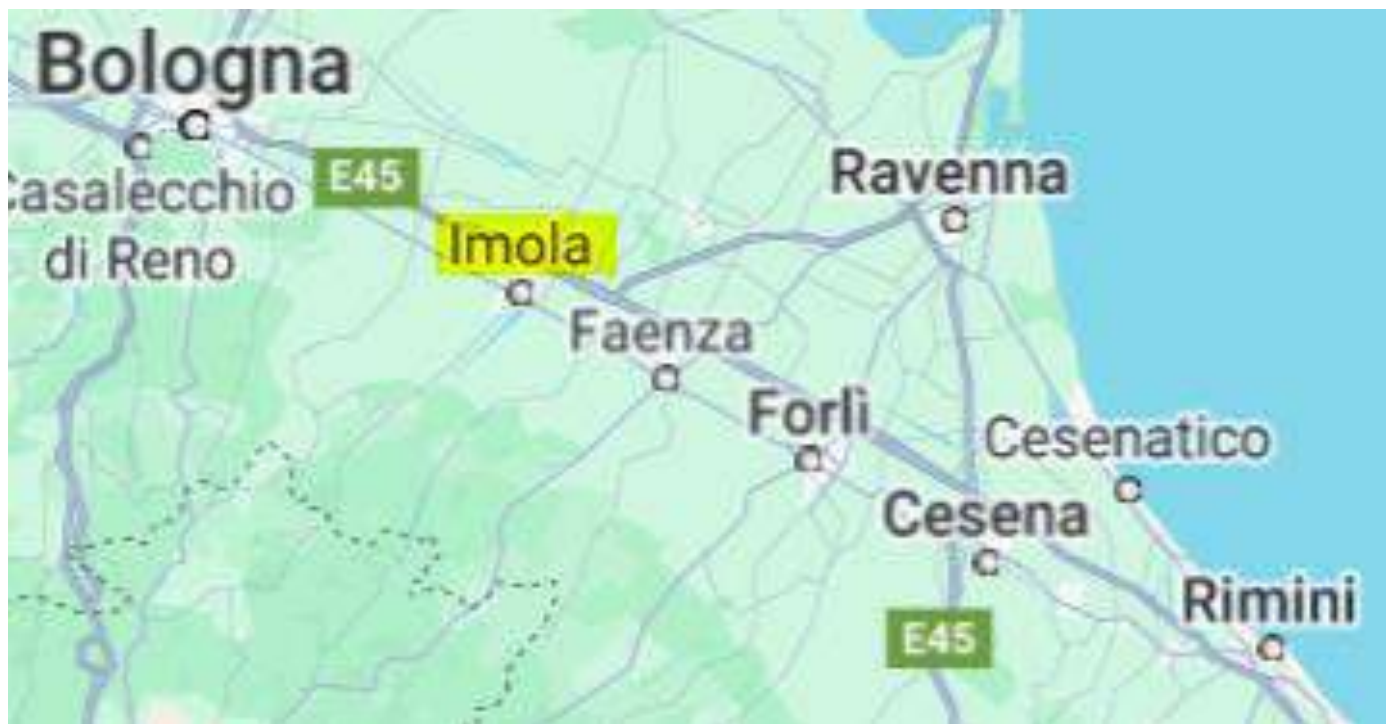 Bologna
E45
Casalecchio
di Reno
Ravenna
Imola
Faenza
Forlì
Cesenatico
Cesena
Rimini
E45